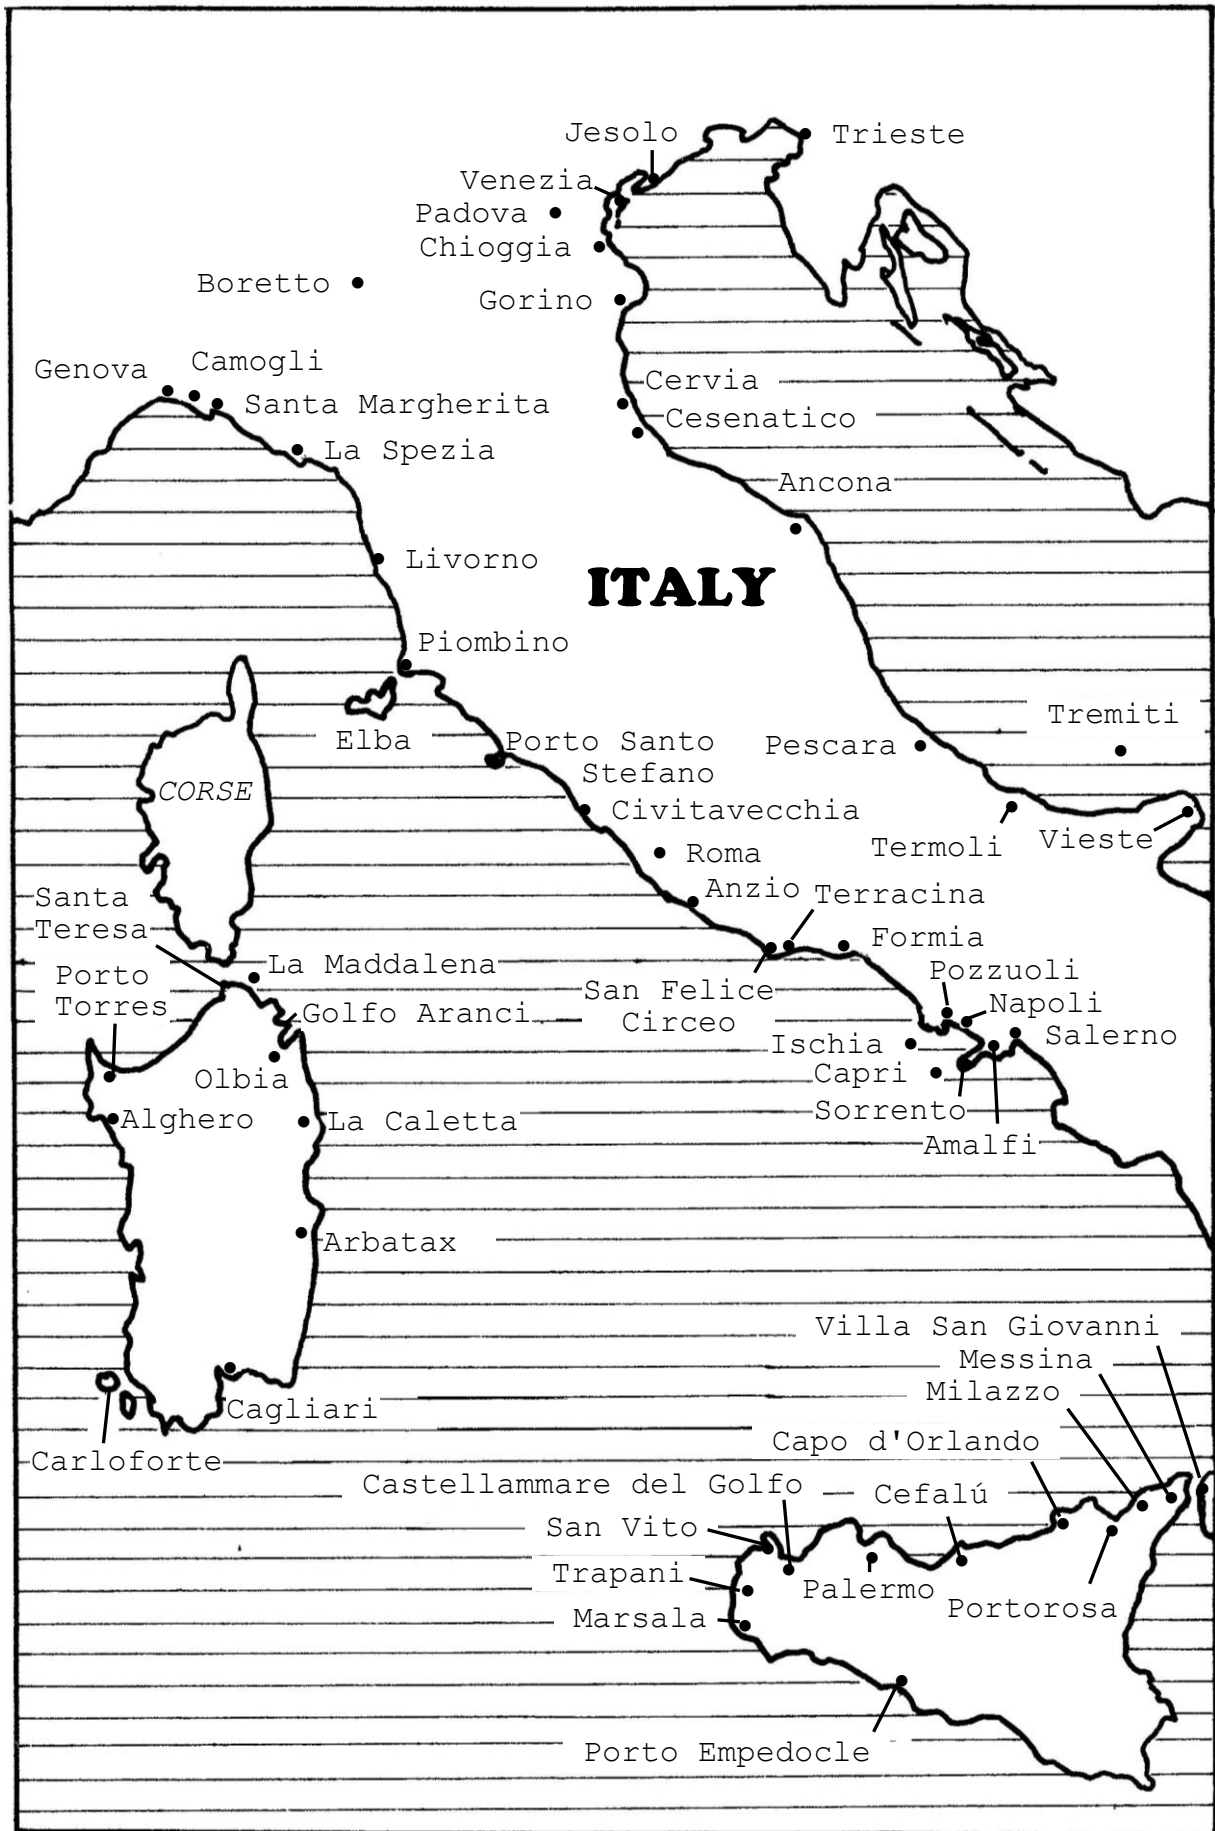 Jesolo
Trieste
Venezia
Padova
Chioggia
Boretto
Gorino
Genova
Camogli
Cervia
Santa Margherita
Cesenatico
La Spezia
Ancona
Livorno
ITALY
Piombino
Tremiti
Elba
Porto Santo
Stefano
Pescara
CORSE
Civitavecchia
Termoli
Vieste
Roma
Santa
Teresa
Anzio
Terracina
Formia
La Maddalena
Porto
Torres
San Felice
Circeo
Pozzuoli
Golfo Aranci
Napoli
Salerno
Ischia
Olbia
Capri
Sorrento
Alghero
La Caletta
Amalfi
Arbatax
Villa San Giovanni
Messina
Milazzo
Cagliari
Capo d'Orlando
Carloforte
Castellammare del Golfo
Cefalú
San Vito
Trapani
Palermo
Portorosa
Marsala
Porto Empedocle